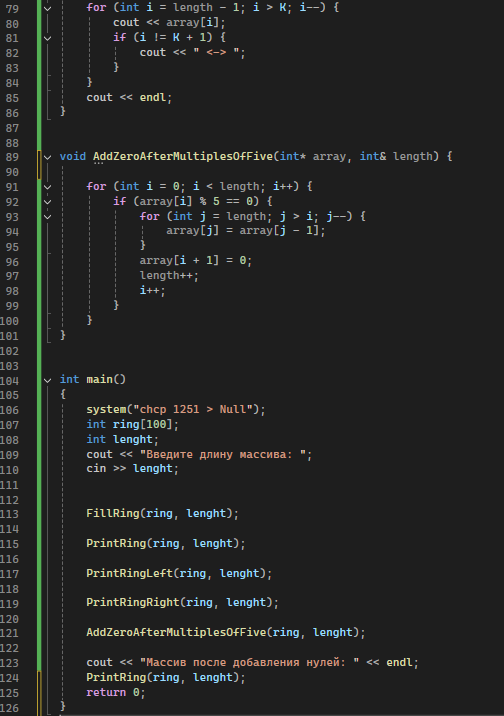 79 for (int i = length - 1; i > K; i--) {
80 cout << array[i];
81 if (i != K + 1) {
82 cout << " <-> ";
83 }
84 }
85 cout << endl;
86 }
87
88
89 void AddZeroAfterMultiplesOfFive(int* array, int& length) {
90
91 for (int i = 0; i < length; i++) {
92 if (array[i] % 5 == 0) {
93 for (int j = length; j > i; j--) {
94 array[j] = array[j - 1];
95 }
96 array[i + 1] = 0;
97 length++;
98 i++;
99 }
100 }
101 }
102
103
104 int main()
105 {
106 system("chcp 1251 > Null");
107 int ring[100];
108 int lenght;
109 cout << "Введите длину массива: ";
110 cin >> lenght;
111
112
113 FillRing(ring, lenght);
114
115 PrintRing(ring, lenght);
116
117 PrintRingLeft(ring, lenght);
118
119 PrintRingRight(ring, lenght);
120
121 AddZeroAfterMultiplesOfFive(ring, lenght);
122
123 cout << "Массив после добавления нулей: " << endl;
124 PrintRing(ring, lenght);
125 return 0;
126 }